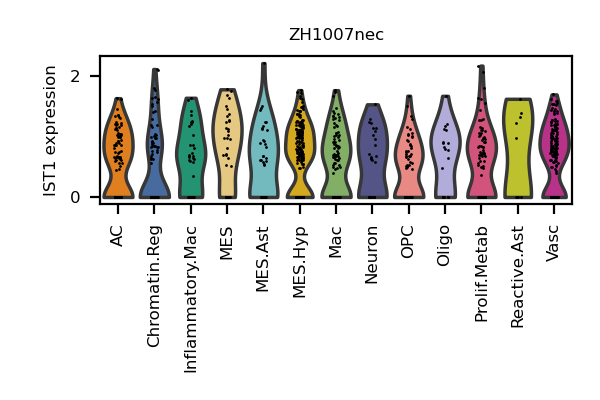 ZH1007nec
IST1 expression
2
0
AC
Chromatin.Reg
Inflammatory.Mac
MES
MES.Ast
MES.Hyp
Mac
Neuron
OPC
Oligo
Prolif.Metab
Reactive.Ast
Vasc